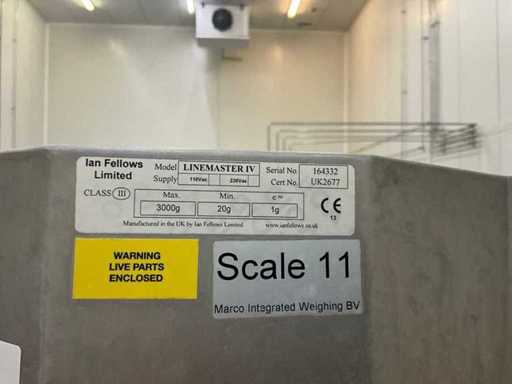 Ian Fellows Limited
Model LINEMASTER IV
Serial No. 164332
Supply 110Vac 230Vac
Cert No. UK2677
CLASS III
Max. Min. e =
3000g 20g 1g
CE
13
Manufactured in the UK by Ian Fellows Limited www.ianfellows.co.uk
WARNING
LIVE PARTS
ENCLOSED
Scale 11
Marco Integrated Weighing BV